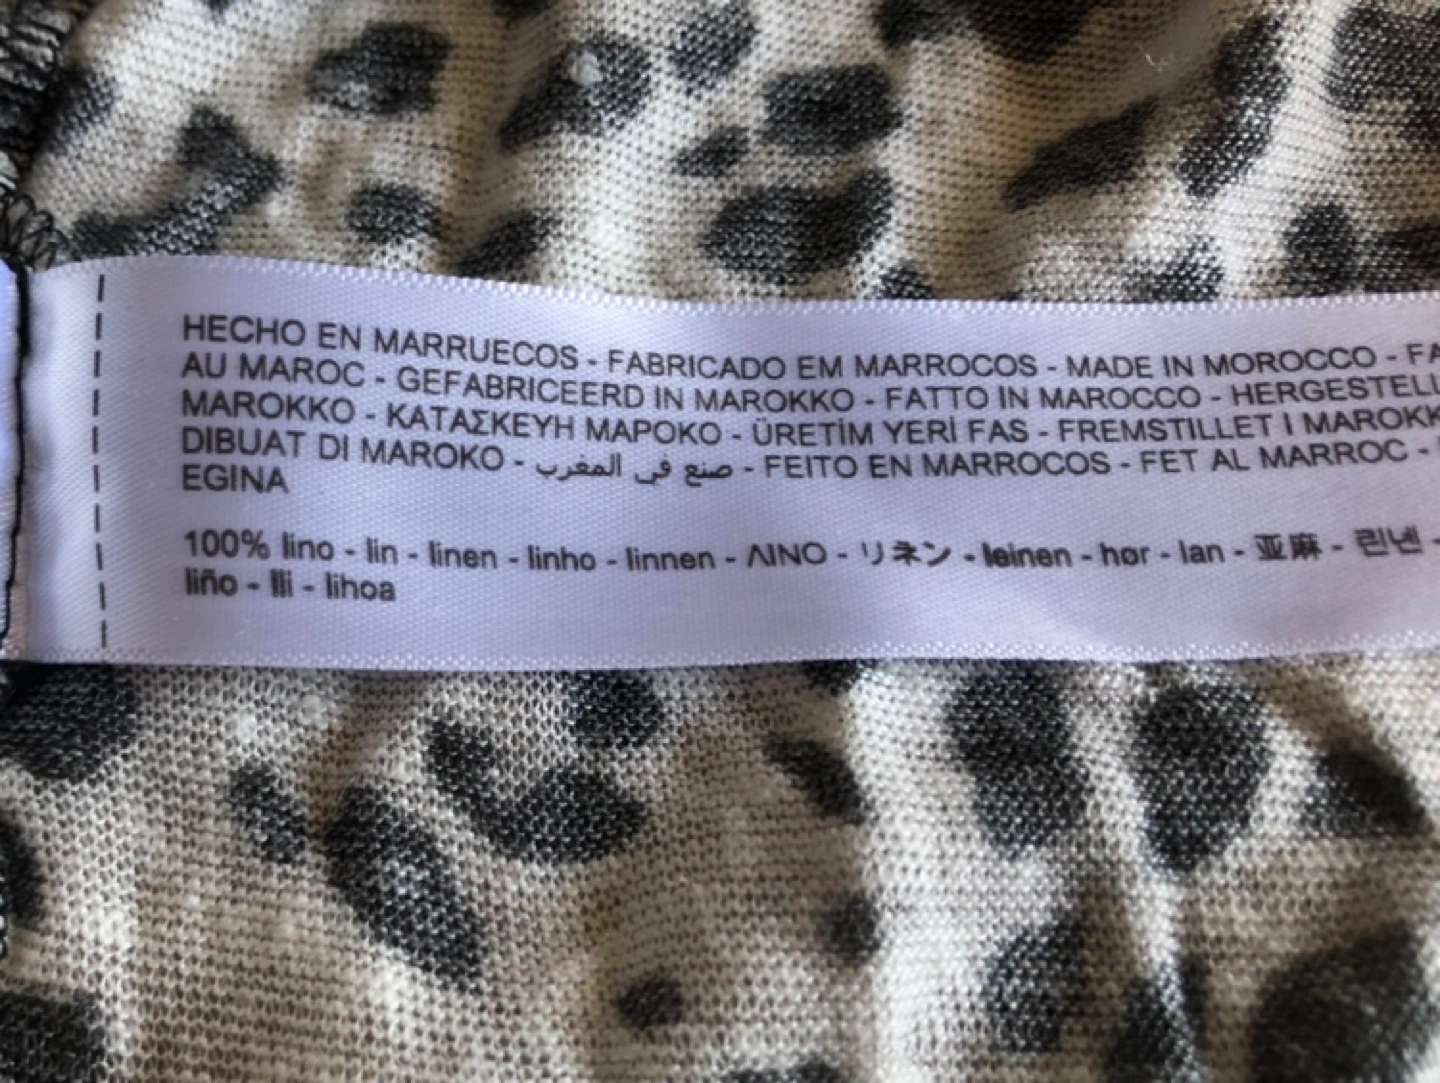 HECHO EN MARRUECOS - FABRICADO EM MARROCOS - MADE IN MOROCCO -
AU MAROC - GEFABRICEERD IN MAROKKO - FATTO IN MAROCCO -
MAROKKO - ΚΑΤΑΣΚΕΥΗ ΜΑΡΟΚΟ - ÜRETİM YERİ FAS - FREMSTILLET I
DIBUAT DI MAROKO - صنع في المغرب - FEITO EN MARROCOS - FET AL MARROC -
EGINA
100% lino - lin - linen - linho - linnen - ΛΙΝΟ - リネン - leinen - hør - lan - 亚麻 - 린넨 -
liño - lli - lihoa